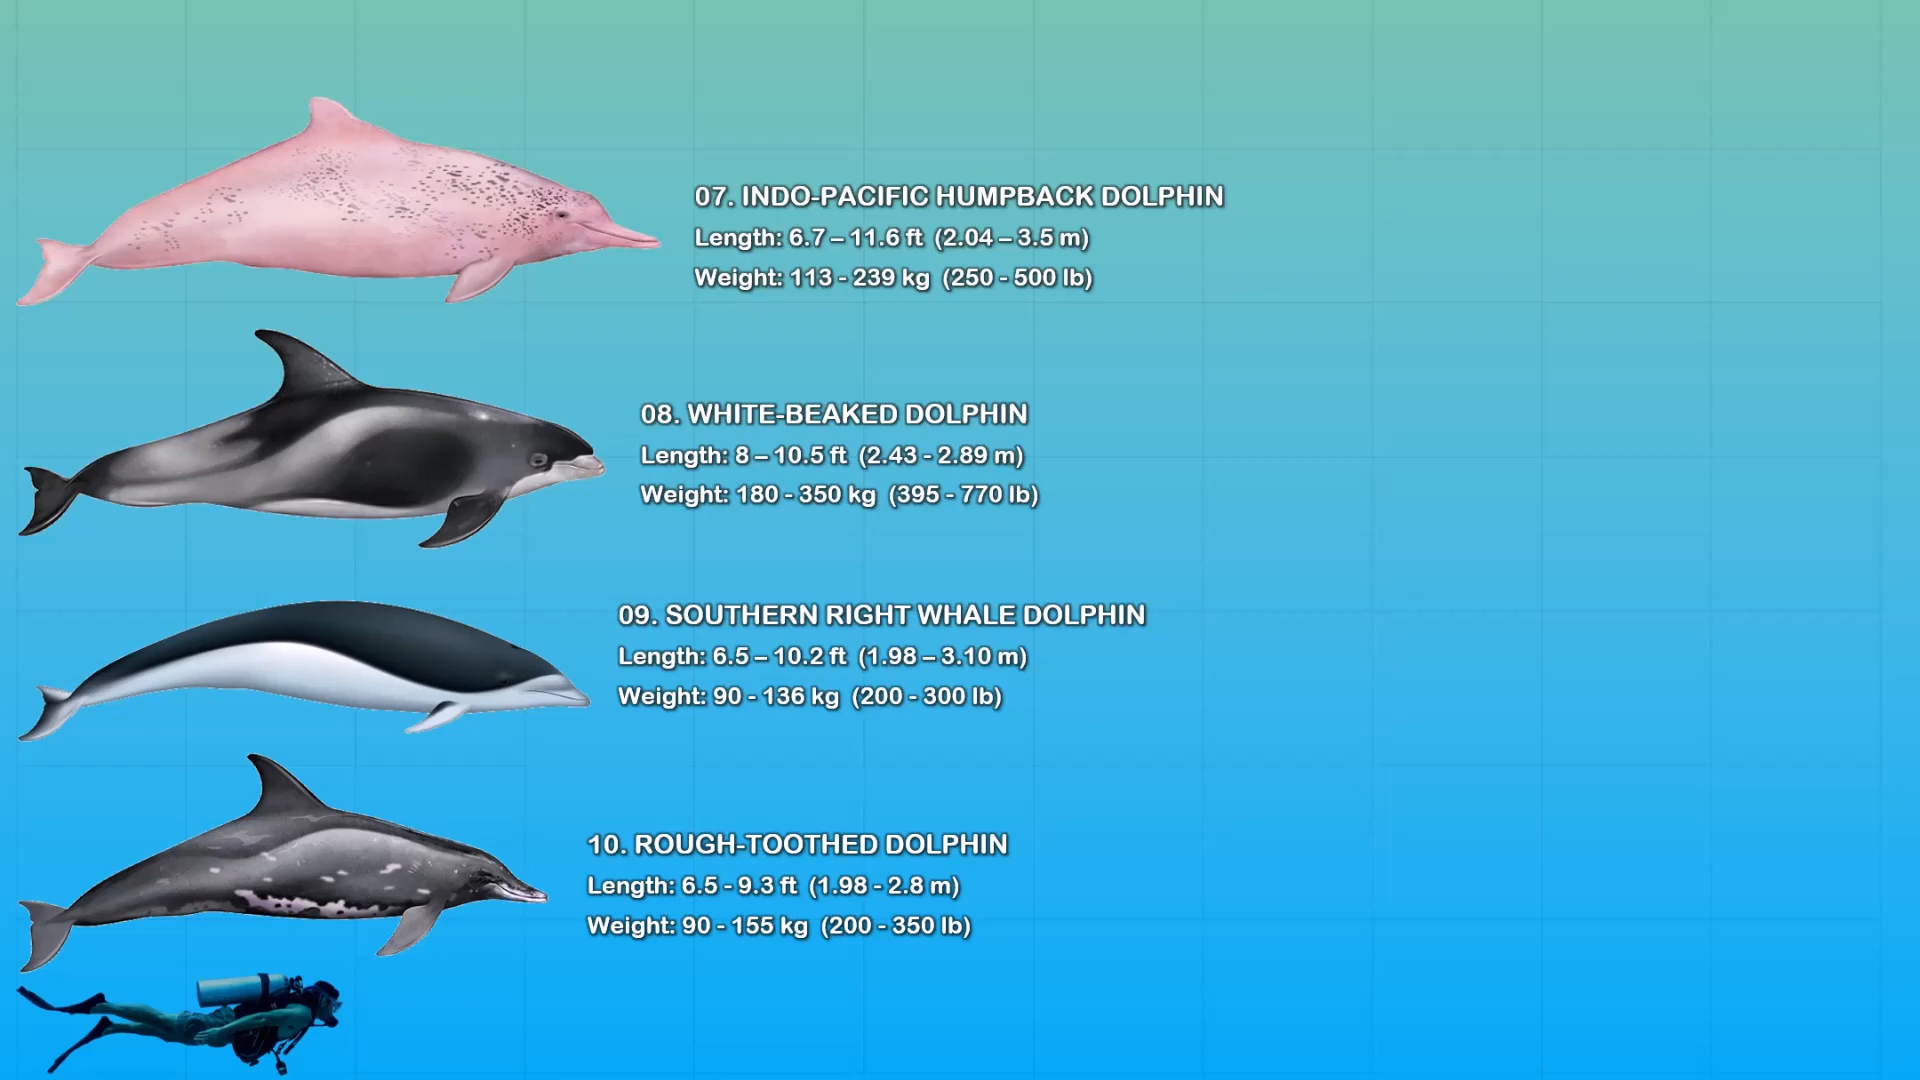 07. INDO-PACIFIC HUMPBACK DOLPHIN
Length: 6.7 – 11.6 ft (2.04 – 3.5 m)
Weight: 113 - 239 kg (250 - 500 lb)
08. WHITE-BEAKED DOLPHIN
Length: 8 – 10.5 ft (2.43 - 2.89 m)
Weight: 180 - 350 kg (395 - 770 lb)
09. SOUTHERN RIGHT WHALE DOLPHIN
Length: 6.5 – 10.2 ft (1.98 – 3.10 m)
Weight: 90 - 136 kg (200 - 300 lb)
10. ROUGH-TOOTHED DOLPHIN
Length: 6.5 - 9.3 ft (1.98 - 2.8 m)
Weight: 90 - 155 kg (200 - 350 lb)